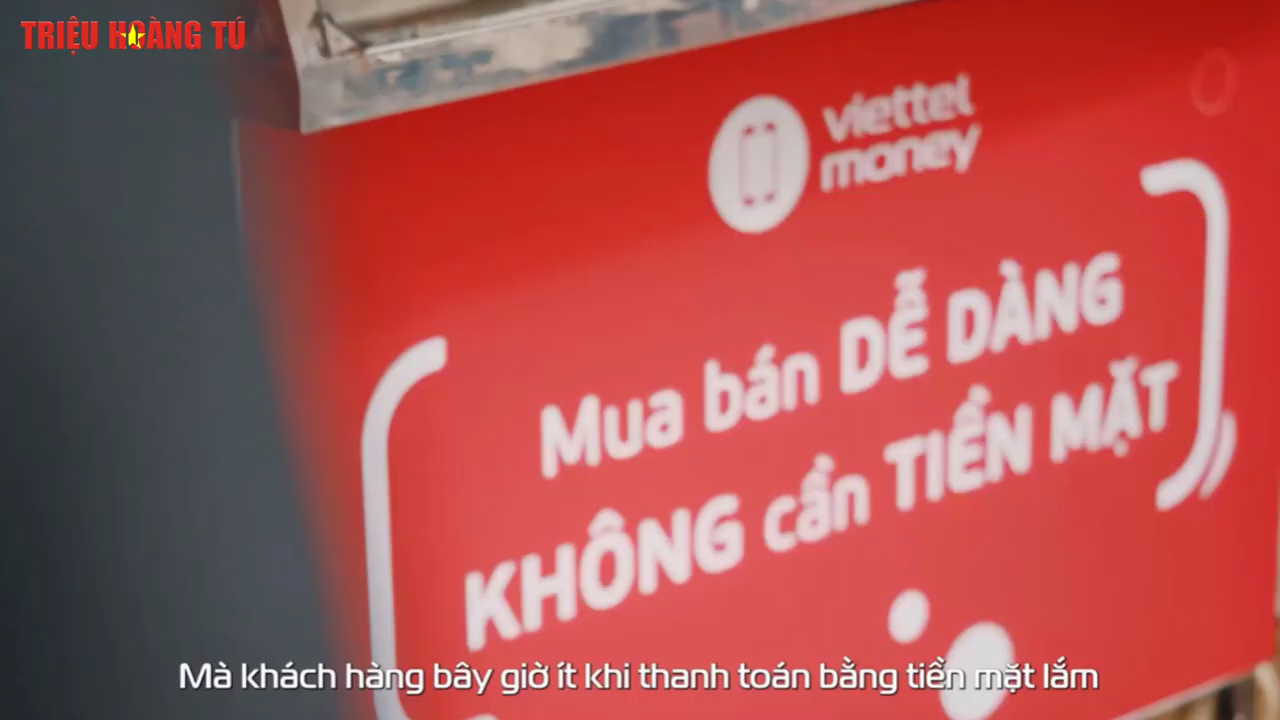 TRIỆU HOÀNG TÚ
viettel
money
Mua bán DỄ DÀNG
KHÔNG cần TIỀN MẶT
Mà khách hàng bây giờ ít khi thanh toán bằng tiền mặt lắm